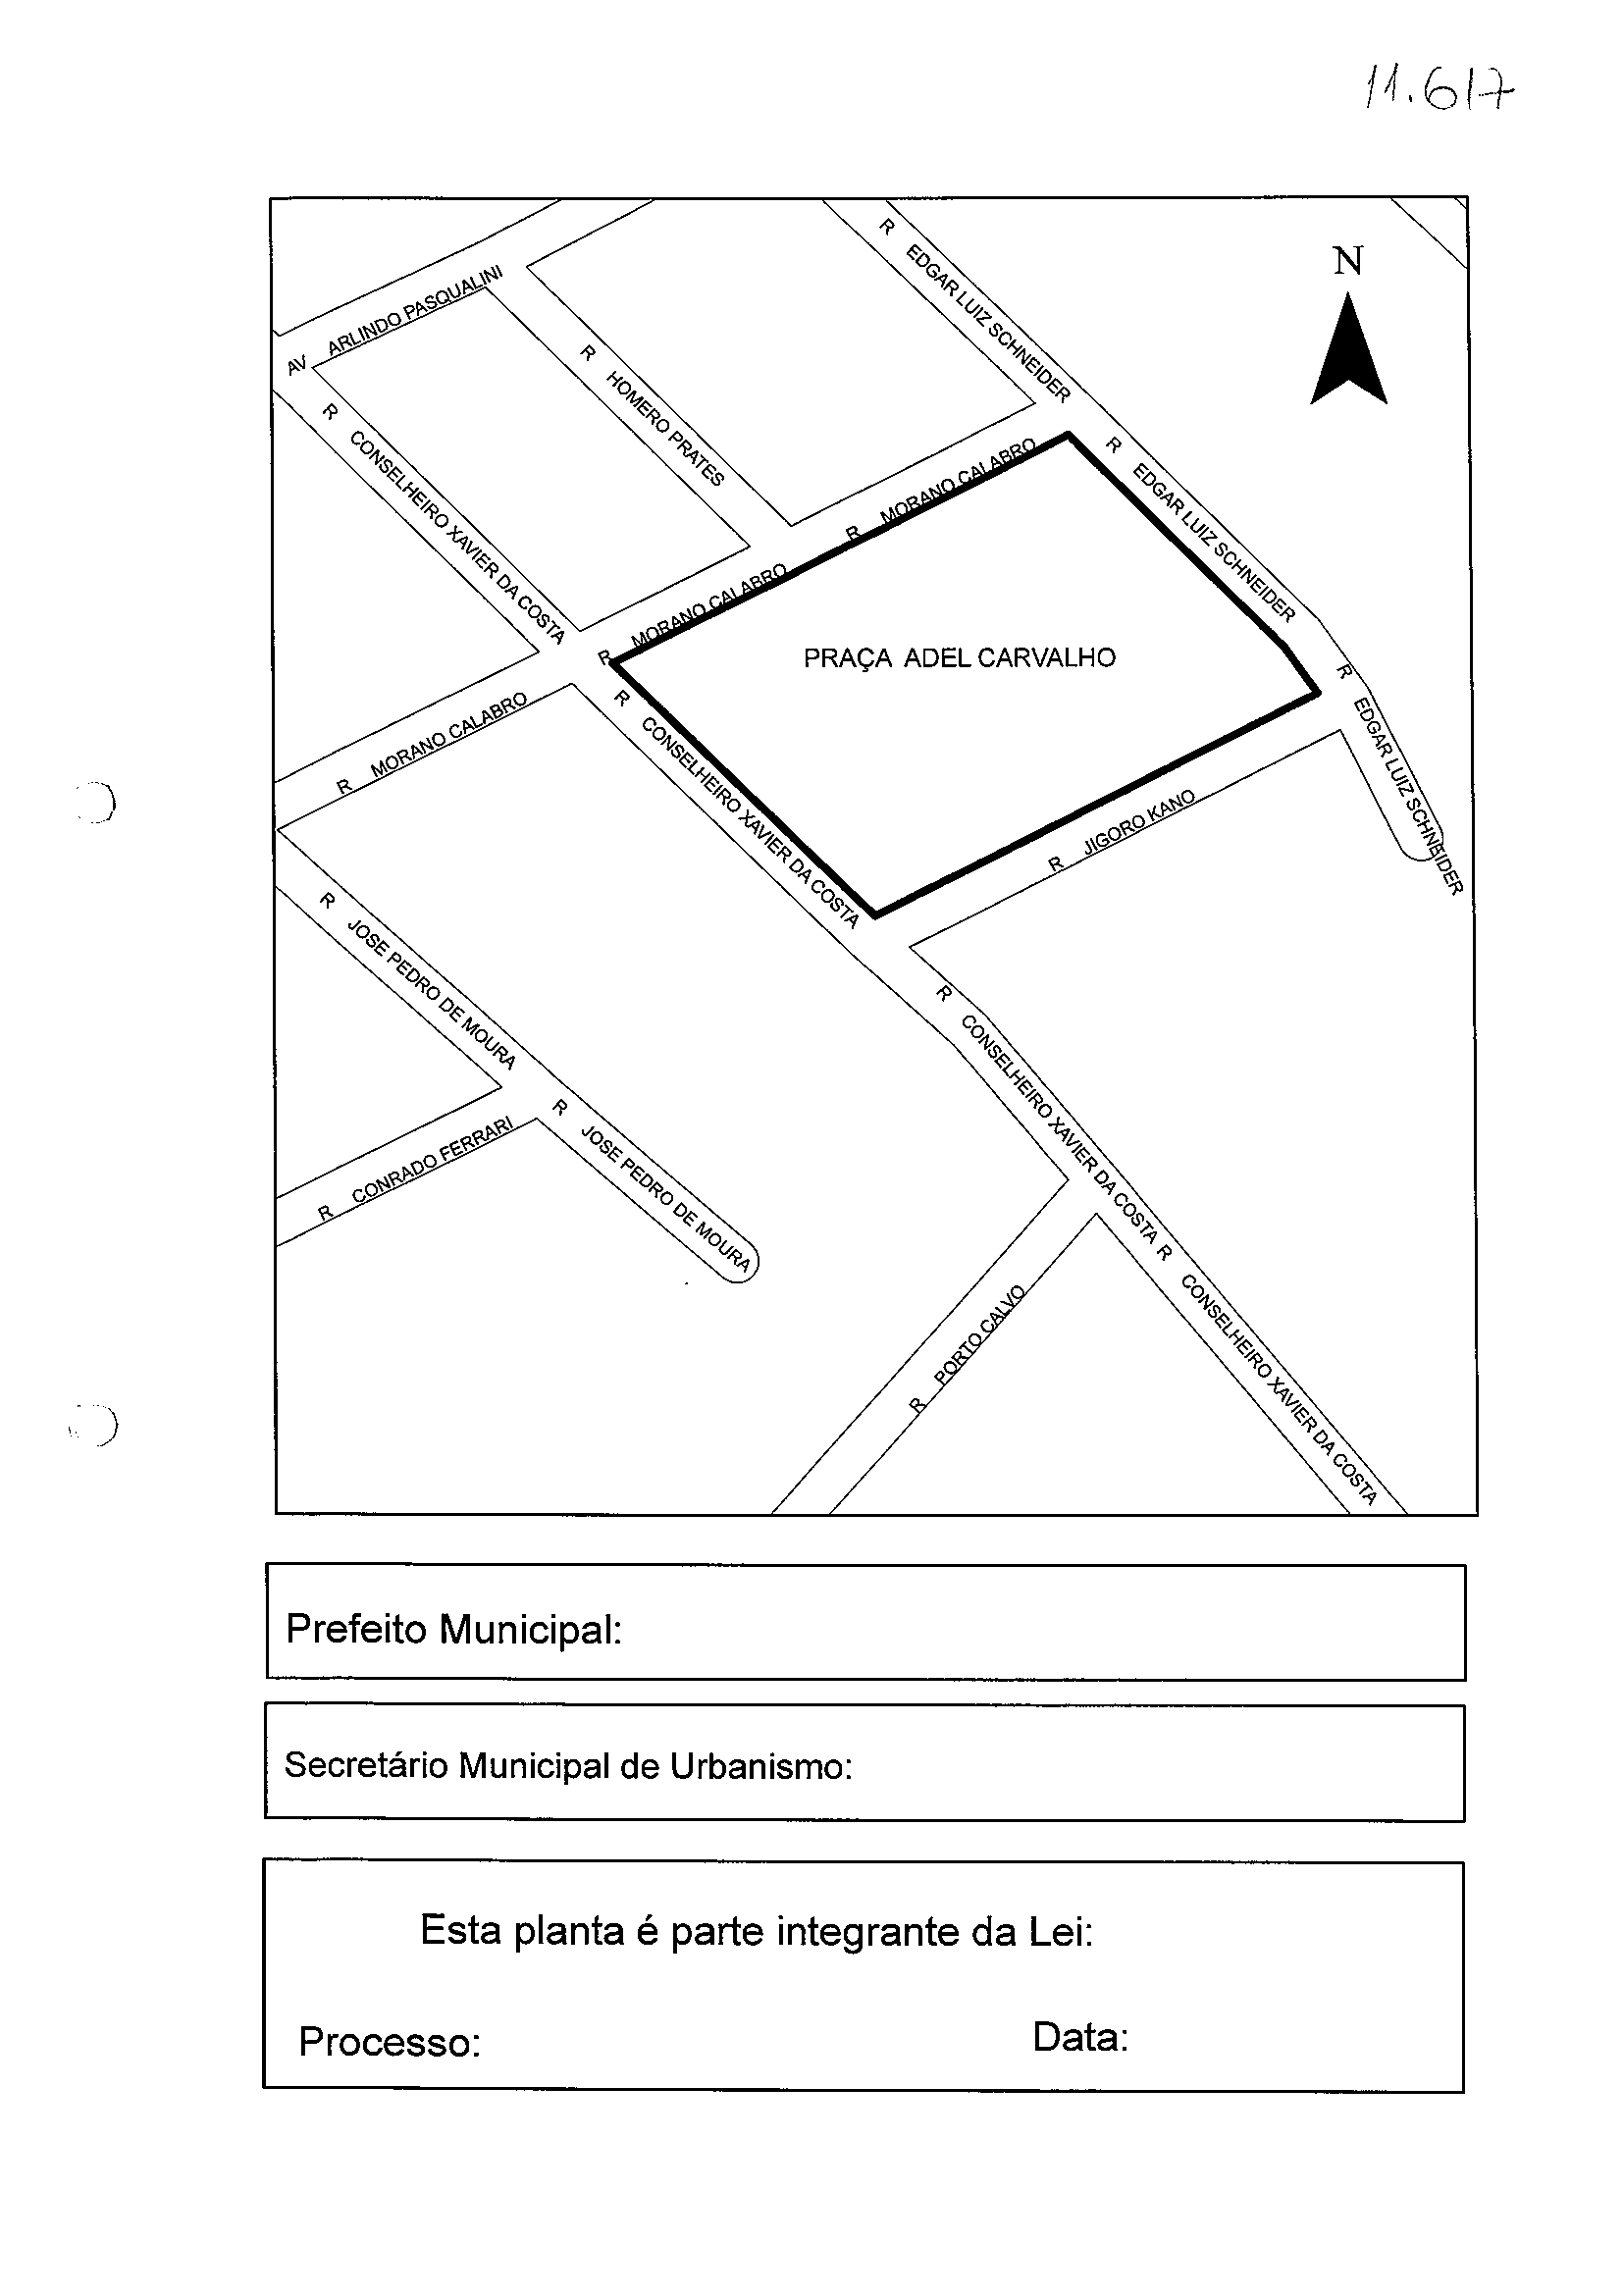 11.617
N
R EDGAR LUIZ SCHNEIDER
AV ARLINDO PASQUALINI
R HOMERO PRATES
R CONSELHEIRO XAVIER DA COSTA
R MORANO CALABRO
R EDGAR LUIZ SCHNEIDER
R MORANO CALABRO
PRAÇA ADEL CARVALHO
R EDGAR LUIZ SCHNEIDER
R MORANO CALABRO
R CONSELHEIRO XAVIER DA COSTA
R JIGORO KANO
R JOSE PEDRO DE MOURA
R CONSELHEIRO XAVIER DA COSTA
R CONRADO FERRARI
R JOSE PEDRO DE MOURA
R PORTO CALVO
R CONSELHEIRO XAVIER DA COSTA
Prefeito Municipal:
Secretário Municipal de Urbanismo:
Esta planta é parte integrante da Lei:
Processo:
Data: